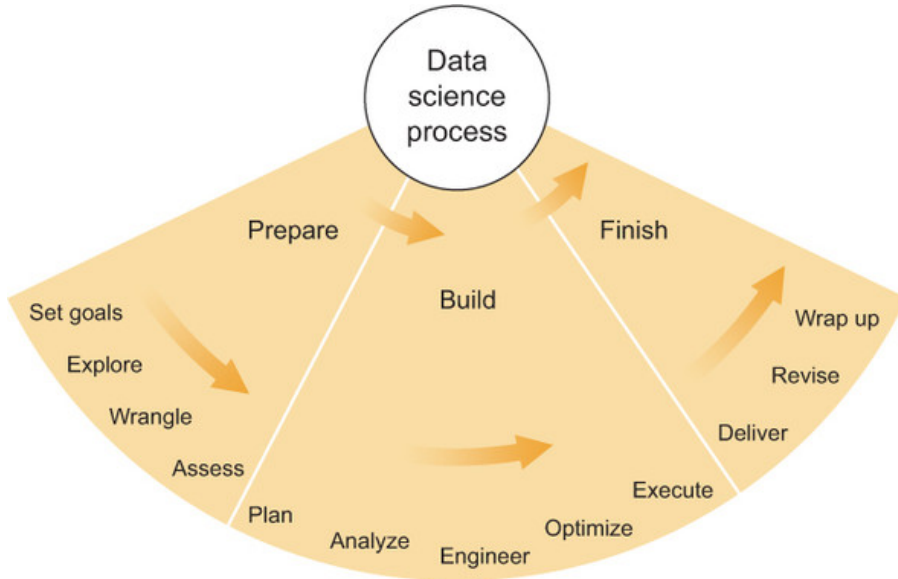 Data
science
process
Prepare
Build
Finish
Set goals
Explore
Wrangle
Assess
Plan
Analyze
Engineer
Optimize
Execute
Deliver
Revise
Wrap up